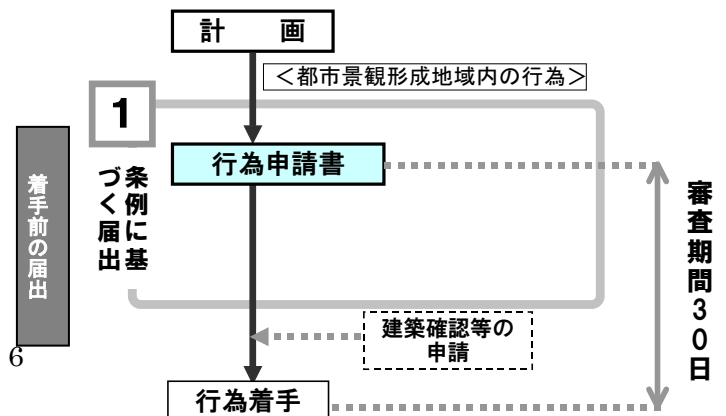 計　画
＜都市景観形成地域内の行為＞
1
条例に基
づく届出
行為申請書
着手前の届出
審査期間３０日
建築確認等の
申請
6
行為着手